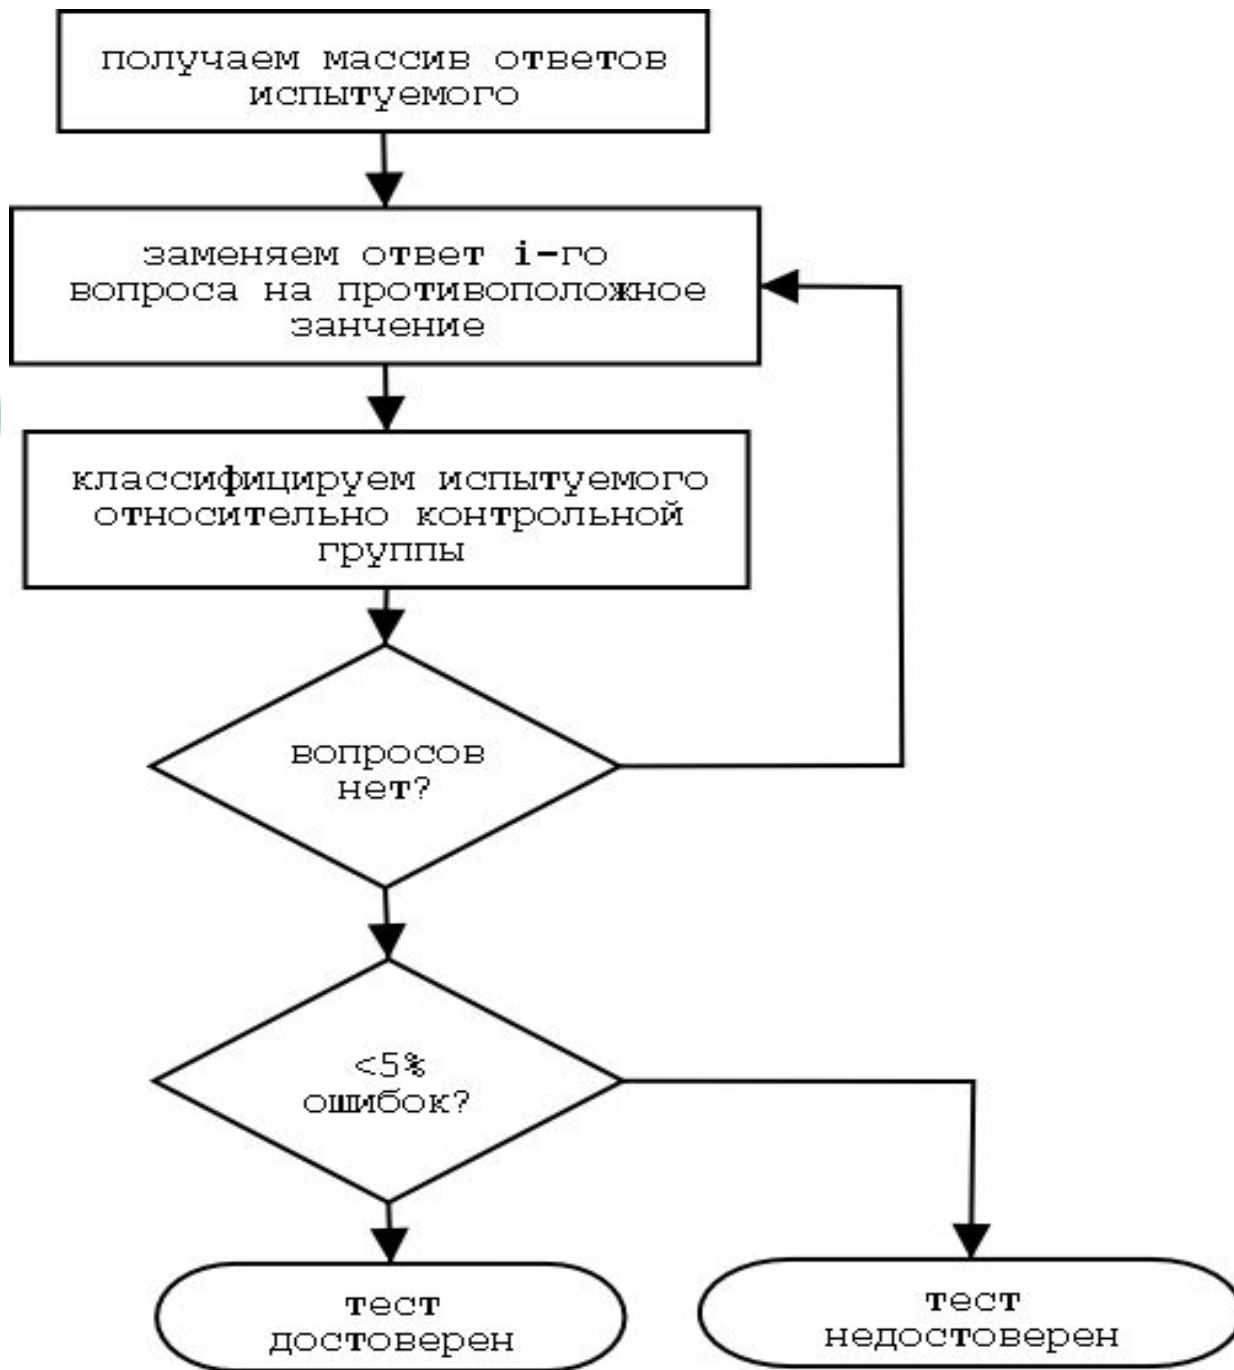 получаем массив ответов
испытуемого
заменяем ответ i-го
вопроса на противоположное
занчение
классифицируем испытуемого
относительно контрольной
группы
вопросов
нет?
<5%
ошибок?
тест
достоверен
тест
недостоверен